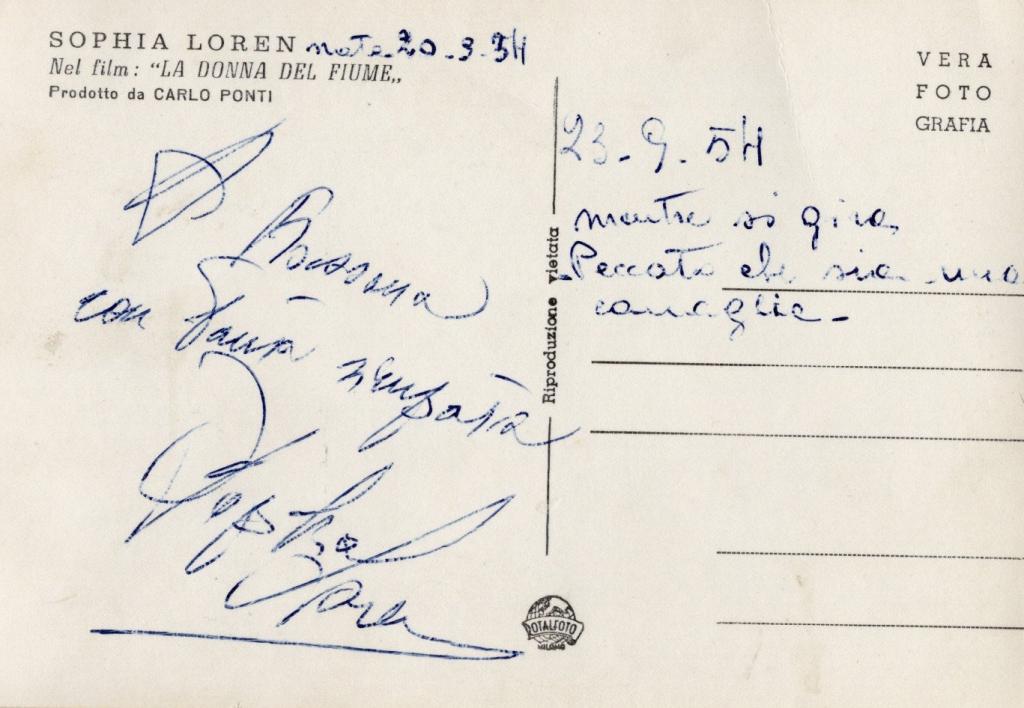 SOPHIA LOREN nata 20-9-34
Nel film: "LA DONNA DEL FIUME„
Prodotto da CARLO PONTI
A
Rossana
con tanta simpatia
Sophia
Loren
Riproduzione vietata
VERA
FOTO
GRAFIA
23-9-54
mentre si gira
Peccato che sia una
canaglia-
ROTALFOTO
MILANO